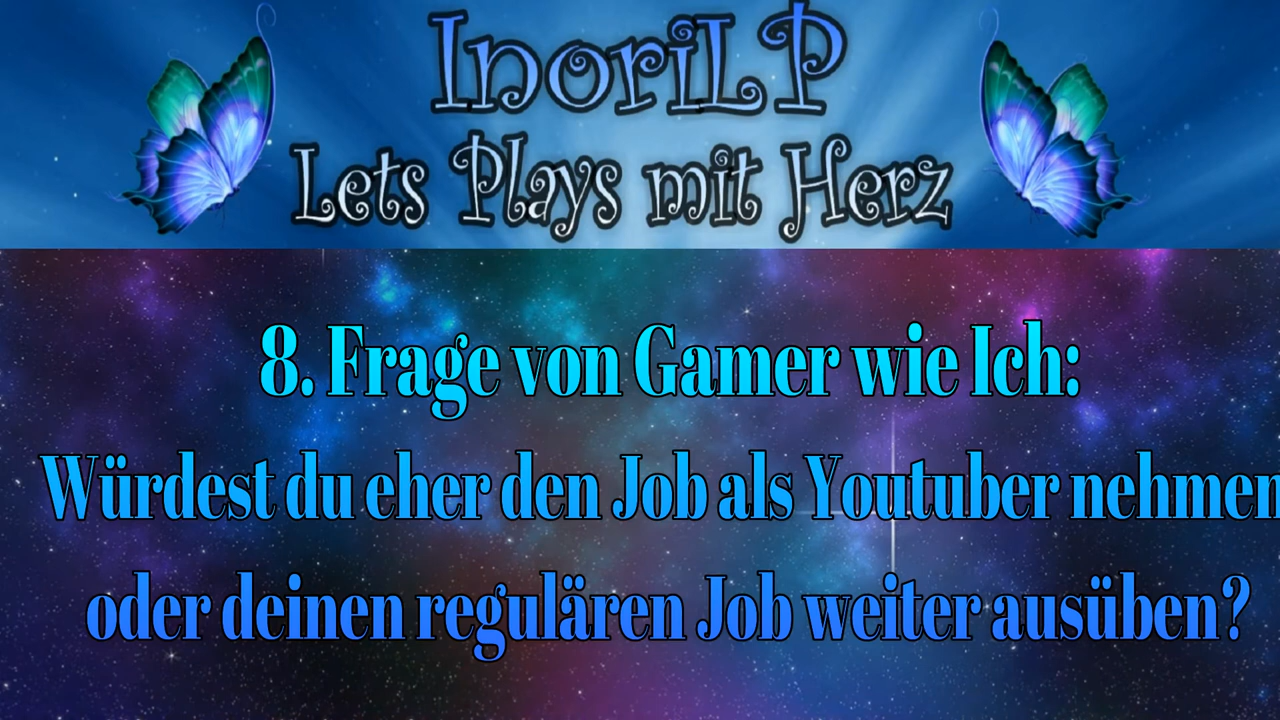 InoriLP
Lets Plays mit Herz
8. Frage von Gamer wie Ich:
Würdest du eher den Job als Youtuber nehmen
oder deinen regulären Job weiter ausüben?